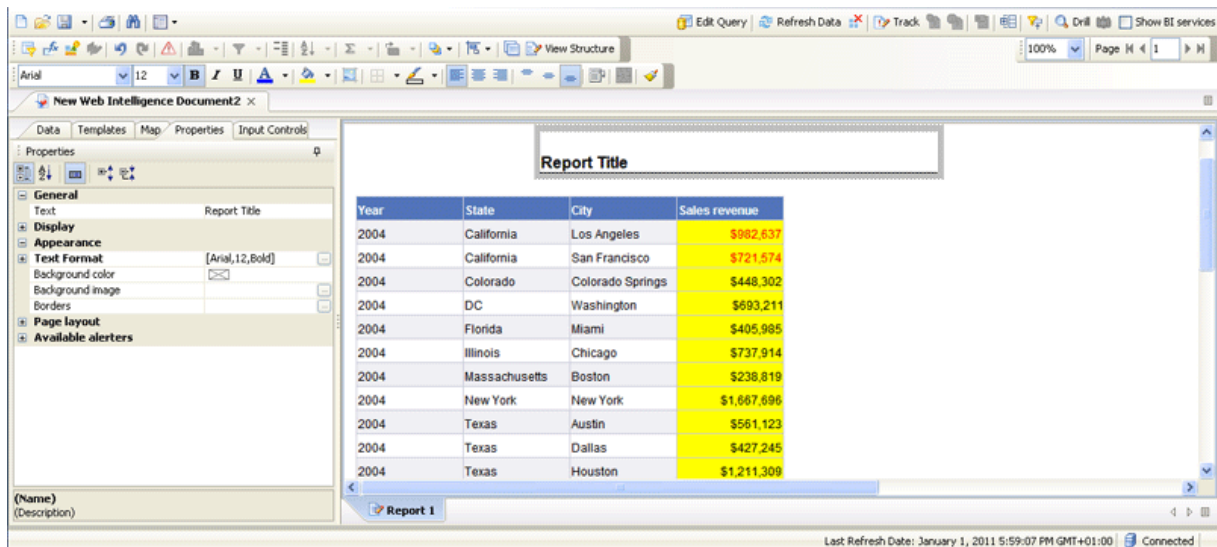 Edit Query Refresh Data Track Drill Show BI services
View Structure 100% Page 1
Arial 12 B I U A
New Web Intelligence Document2
Data Templates Map Properties Input Controls
Properties
General
Text Report Title
Display
Appearance
Text Format [Arial,12,Bold]
Background color
Background image
Borders
Page layout
Available alerters
(Name)
(Description)
Report Title
Year State City Sales revenue
2004 California Los Angeles $982,637
2004 California San Francisco $721,574
2004 Colorado Colorado Springs $448,302
2004 DC Washington $693,211
2004 Florida Miami $405,985
2004 Illinois Chicago $737,914
2004 Massachusetts Boston $238,819
2004 New York New York $1,667,696
2004 Texas Austin $561,123
2004 Texas Dallas $427,245
2004 Texas Houston $1,211,309
Report 1
Last Refresh Date: January 1, 2011 5:59:07 PM GMT+01:00 Connected